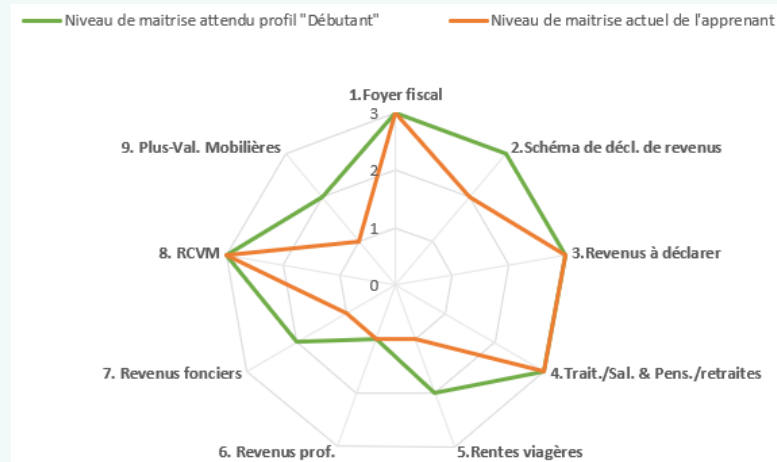 Niveau de maitrise attendu profil "Débutant"
Niveau de maitrise actuel de l'apprenant
1.Foyer fiscal
3
9. Plus-Val. Mobilières
2.Schéma de décl. de revenus
2
1
8. RCVM
3.Revenus à déclarer
0
7. Revenus fonciers
4.Trait./Sal. & Pens./retraites
6. Revenus prof.
5.Rentes viagères